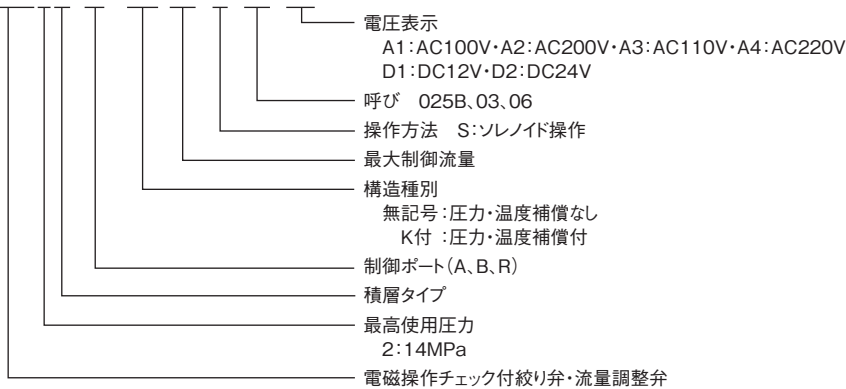 電圧表示
A1：AC100V・A2：AC200V・A3：AC110V・A4：AC220V
D1：DC12V・D2：DC24V
呼び　025B、03、06
操作方法　S：ソレノイド操作
最大制御流量
構造種別
無記号：圧力・温度補償なし
K付：圧力・温度補償付
制御ポート（A、B、R）
積層タイプ
最高使用圧力
2：14MPa
電磁操作チェック付絞り弁・流量調整弁